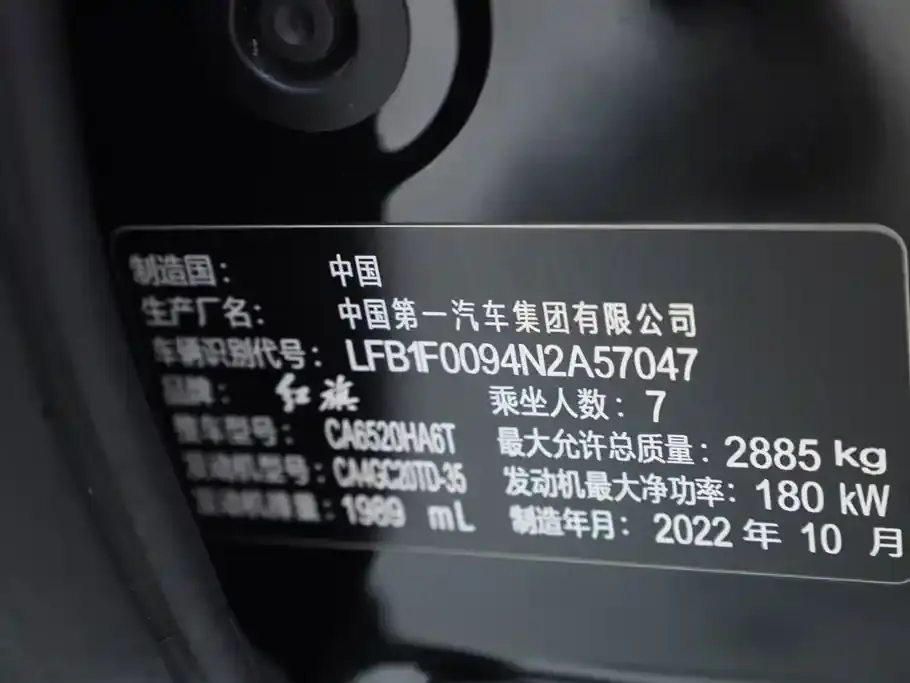 制造国： 中国
生产厂名： 中国第一汽车集团有限公司
车辆识别代号： LFB1F0094N2A57047
品牌： 红旗 乘坐人数： 7
整车型号： CA6520HA6T 最大允许总质量： 2885 kg
发动机型号： CA4GC20TD-35 发动机最大净功率： 180 kW
发动机排量： 1989 mL 制造年月： 2022 年 10 月